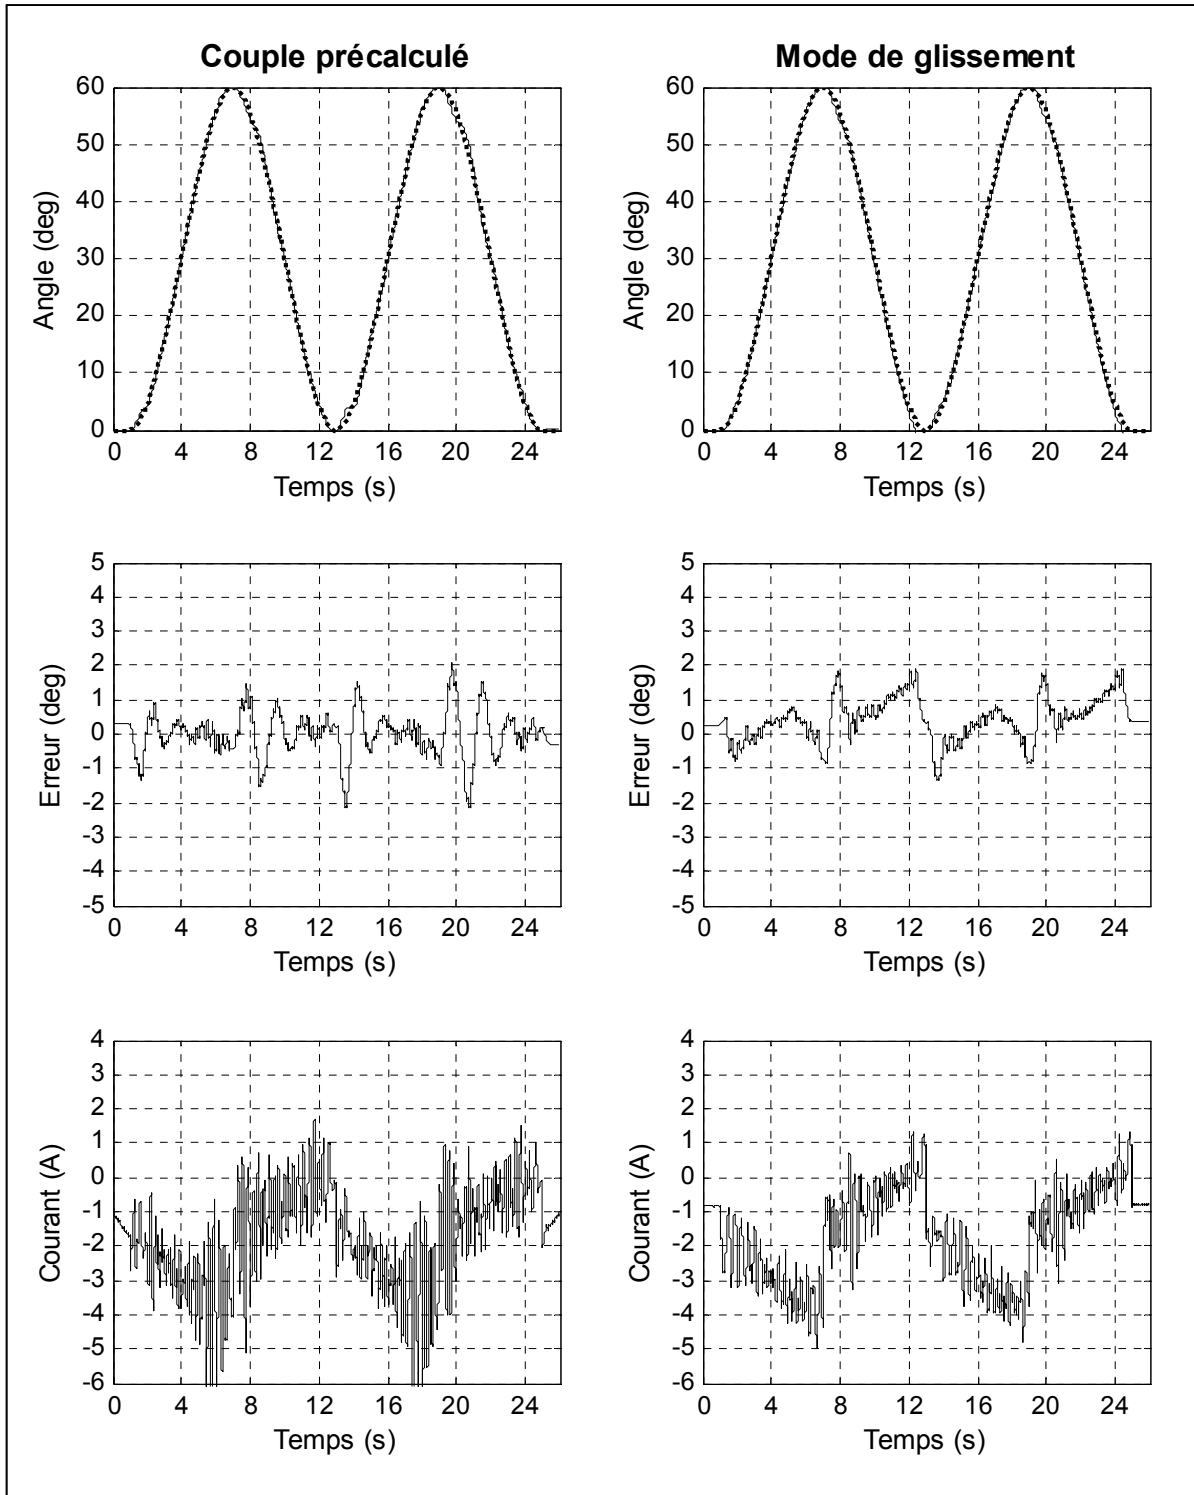 Couple précalculé
60
50
40
30
20
10
0
Angle (deg)
0 4 8 12 16 20 24
Temps (s)
Mode de glissement
60
50
40
30
20
10
0
Angle (deg)
0 4 8 12 16 20 24
Temps (s)
5
4
3
2
1
0
-1
-2
-3
-4
-5
Erreur (deg)
0 4 8 12 16 20 24
Temps (s)
5
4
3
2
1
0
-1
-2
-3
-4
-5
Erreur (deg)
0 4 8 12 16 20 24
Temps (s)
4
3
2
1
0
-1
-2
-3
-4
-5
-6
Courant (A)
0 4 8 12 16 20 24
Temps (s)
4
3
2
1
0
-1
-2
-3
-4
-5
-6
Courant (A)
0 4 8 12 16 20 24
Temps (s)